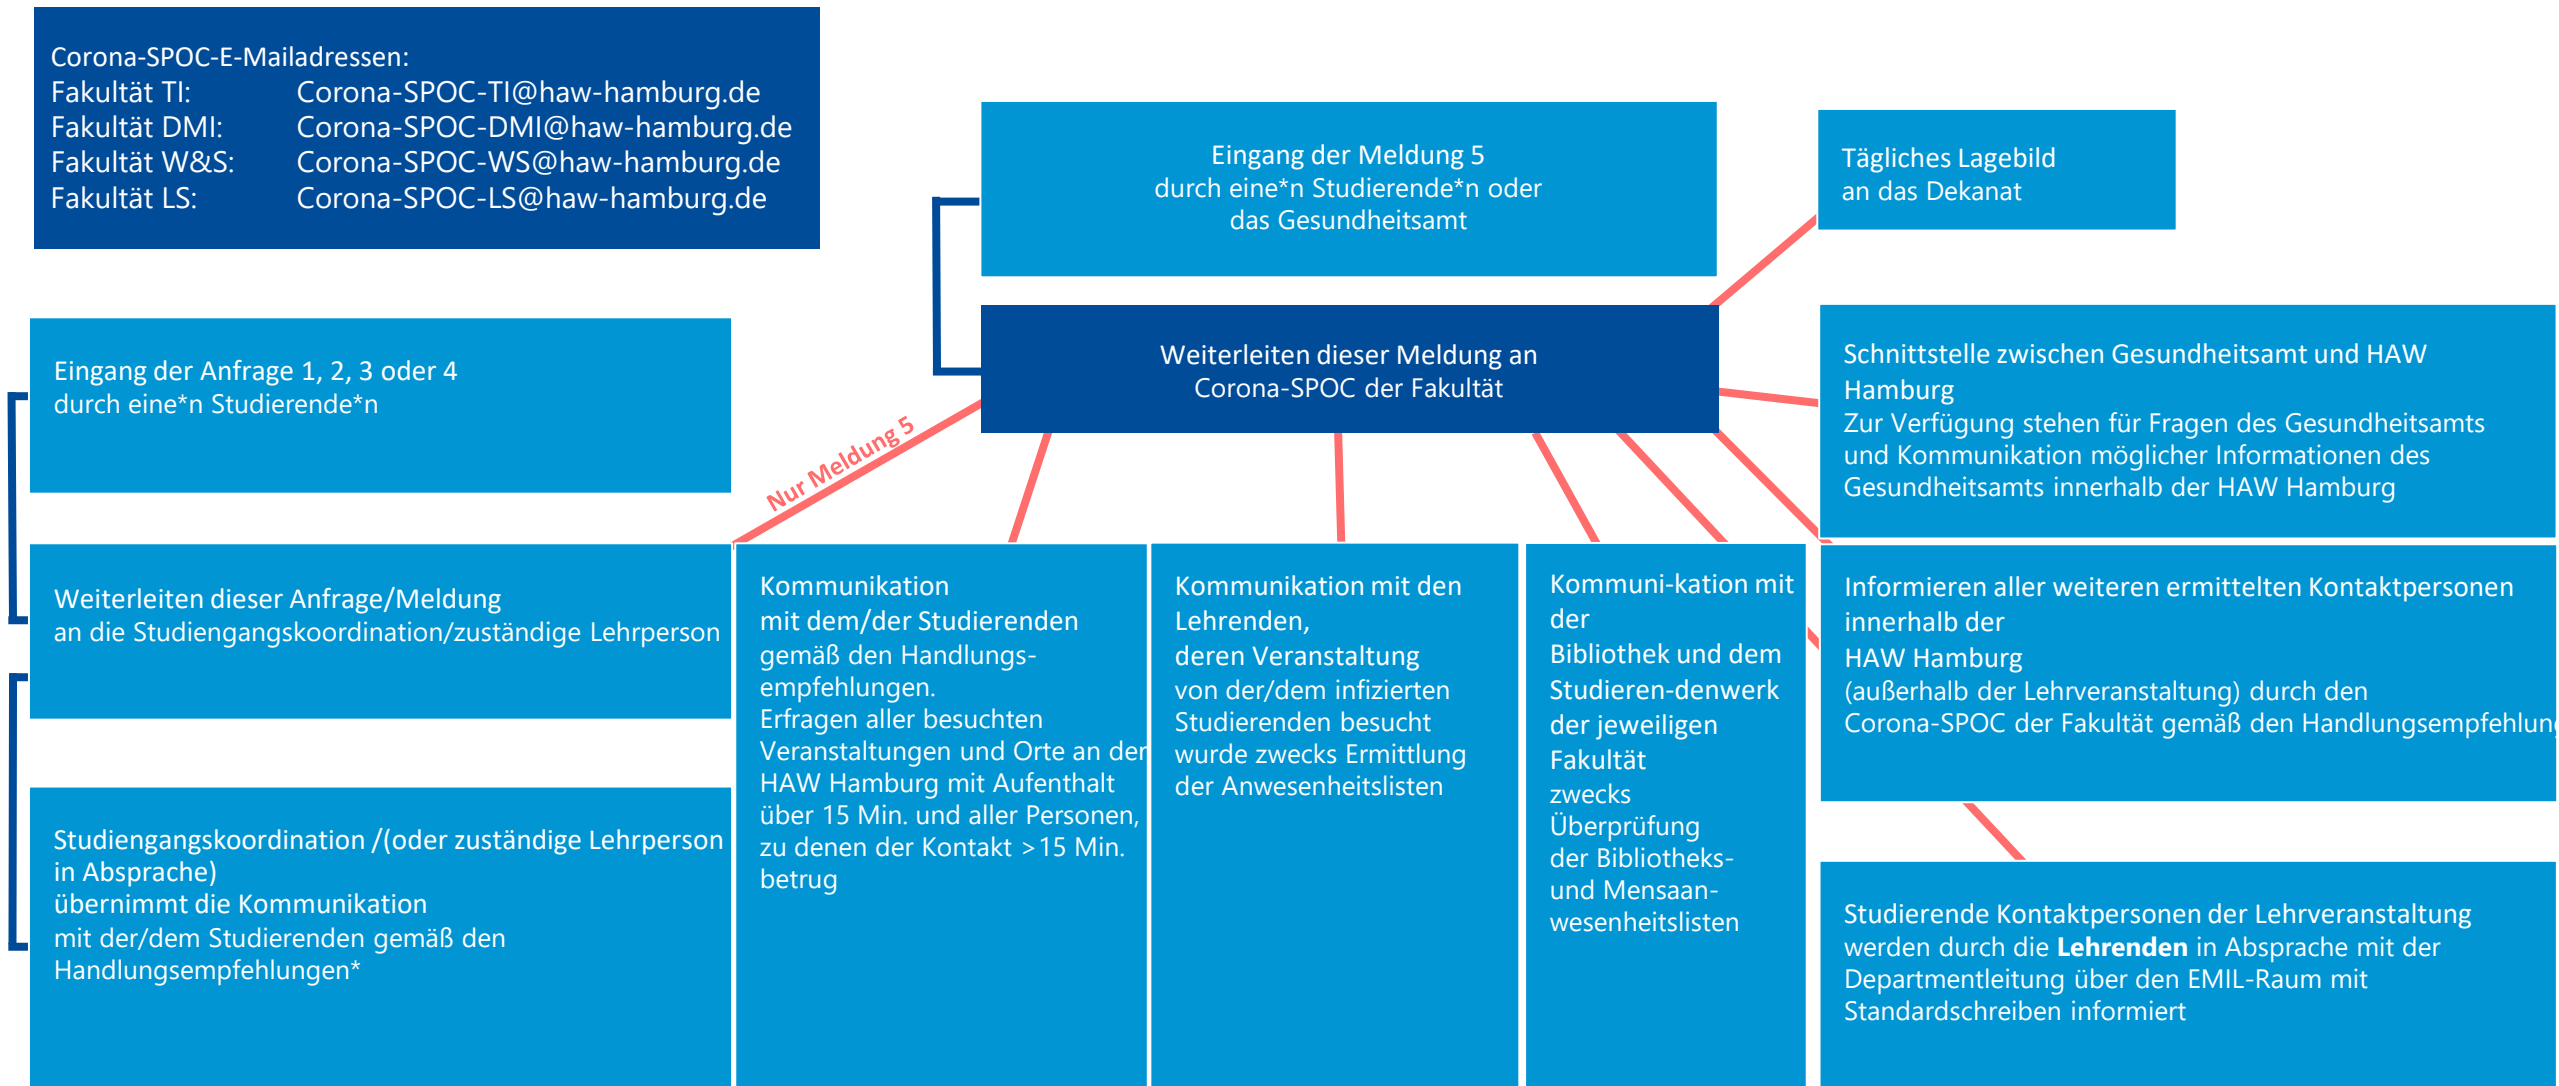 Corona-SPOC-E-Mailadressen:
Fakultät TI: Corona-SPOC-TI@haw-hamburg.de
Fakultät DMI: Corona-SPOC-DMI@haw-hamburg.de
Fakultät W&S: Corona-SPOC-WS@haw-hamburg.de
Fakultät LS: Corona-SPOC-LS@haw-hamburg.de
Eingang der Meldung 5
durch eine*n Studierende*n oder
das Gesundheitsamt
Tägliches Lagebild
an das Dekanat
Weiterleiten dieser Meldung an
Corona-SPOC der Fakultät
Eingang der Anfrage 1, 2, 3 oder 4
durch eine*n Studierende*n
Nur Meldung 5
Schnittstelle zwischen Gesundheitsamt und HAW
Hamburg
Zur Verfügung stehen für Fragen des Gesundheitsamts
und Kommunikation möglicher Informationen des
Gesundheitsamts innerhalb der HAW Hamburg
Weiterleiten dieser Anfrage/Meldung
an die Studiengangskoordination/zuständige Lehrperson
Studiengangskoordination /(oder zuständige Lehrperson
in Absprache)
übernimmt die Kommunikation
mit der/dem Studierenden gemäß den
Handlungsempfehlungen*
Kommunikation
mit dem/der Studierenden
gemäß den Handlungs-
empfehlungen.
Erfragen aller besuchten
Veranstaltungen und Orte an der
HAW Hamburg mit Aufenthalt
über 15 Min. und aller Personen,
zu denen der Kontakt >15 Min.
betrug
Kommunikation mit den
Lehrenden,
deren Veranstaltung
von der/dem infizierten
Studierenden besucht
wurde zwecks Ermittlung
der Anwesenheitslisten
Kommuni-kation mit
der
Bibliothek und dem
Studieren-denwerk
der jeweiligen
Fakultät
zwecks
Überprüfung
der Bibliotheks-
und Mensaan-
wesenheitslisten
Informieren aller weiteren ermittelten Kontaktpersonen
innerhalb der
HAW Hamburg
(außerhalb der Lehrveranstaltung) durch den
Corona-SPOC der Fakultät gemäß den Handlungsempfehlung
Studierende Kontaktpersonen der Lehrveranstaltung
werden durch die Lehrenden in Absprache mit der
Departmentleitung über den EMIL-Raum mit
Standardschreiben informiert